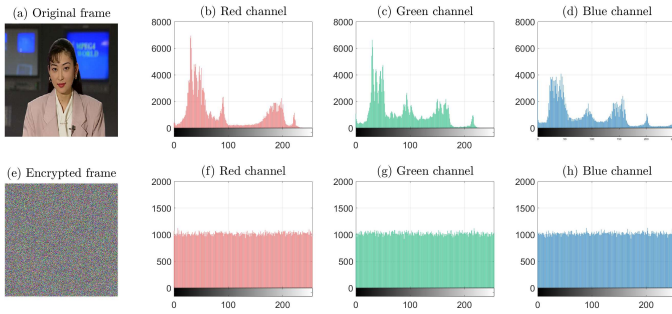 (a) Original frame
MPEG4
WORLD
(b) Red channel
8000
6000
4000
2000
0
0 100 200
(c) Green channel
8000
6000
4000
2000
0
0 100 200
(d) Blue channel
8000
6000
4000
2000
0
(e) Encrypted frame
(f) Red channel
2000
1500
1000
500
0
0 100 200
(g) Green channel
2000
1500
1000
500
0
0 100 200
(h) Blue channel
2000
1500
1000
500
0
0 100 200